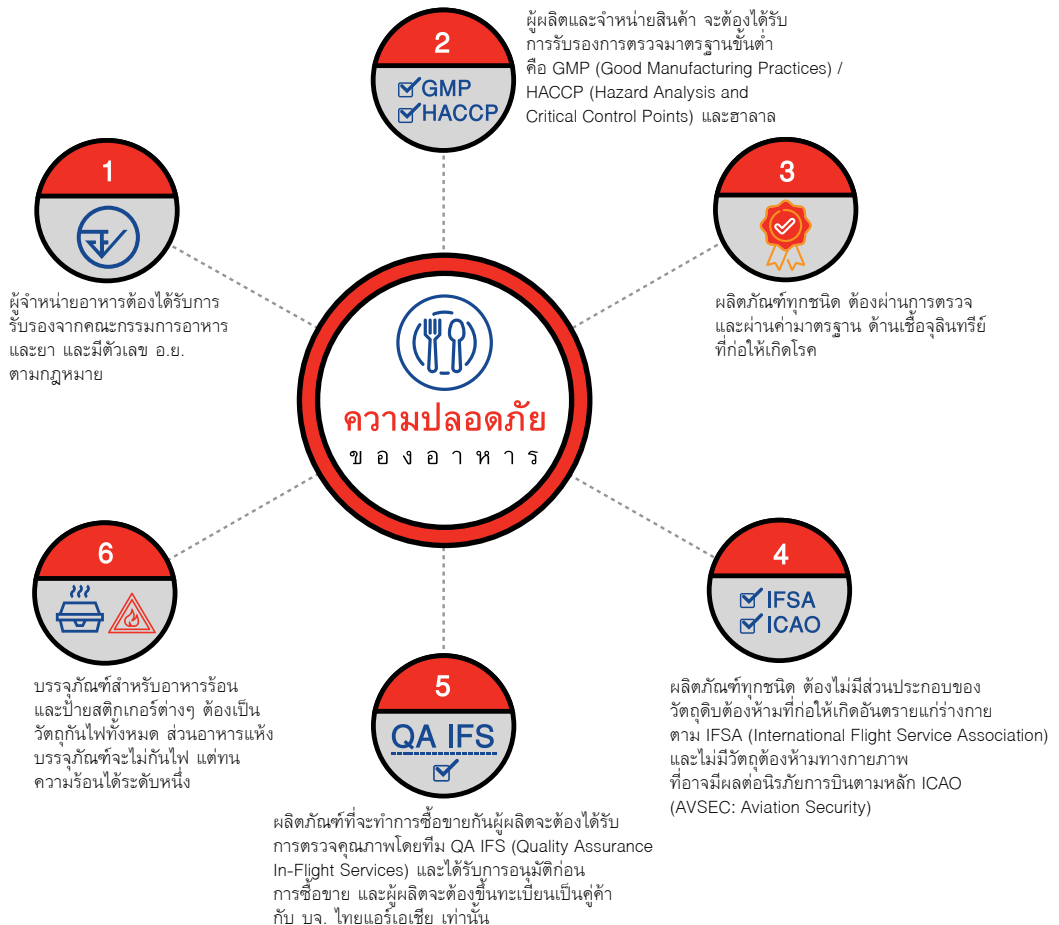 ความปลอดภัย
ของอาหาร
1
ผู้จำหน่ายอาหารต้องได้รับการ
รับรองจากคณะกรรมการอาหาร
และยา และมีตัวเลข อ.ย.
ตามกฎหมาย
2
GMP
HACCP
ผู้ผลิตและจำหน่ายสินค้า จะต้องได้รับ
การรับรองการตรวจมาตรฐานขั้นต่ำ
คือ GMP (Good Manufacturing Practices) /
HACCP (Hazard Analysis and
Critical Control Points) และฮาลาล
3
ผลิตภัณฑ์ทุกชนิด ต้องผ่านการตรวจ
และผ่านค่ามาตรฐาน ด้านเชื้อจุลินทรีย์
ที่ก่อให้เกิดโรค
4
IFSA
ICAO
ผลิตภัณฑ์ทุกชนิด ต้องไม่มีส่วนประกอบของ
วัตถุดิบต้องห้ามที่ก่อให้เกิดอันตรายแก่ร่างกาย
ตาม IFSA (International Flight Service Association)
และไม่มีวัตถุต้องห้ามทางกายภาพ
ที่อาจมีผลต่อนิรภัยการบินตามหลัก ICAO
(AVSEC: Aviation Security)
5
QA IFS
ผลิตภัณฑ์ที่จะทำการซื้อขายกันผู้ผลิตจะต้องได้รับ
การตรวจคุณภาพโดยทีม QA IFS (Quality Assurance
In-Flight Services) และได้รับการอนุมัติก่อน
การซื้อขาย และผู้ผลิตจะต้องขึ้นทะเบียนเป็นคู่ค้า
กับ บจ. ไทยแอร์เอเชีย เท่านั้น
6
บรรจุภัณฑ์สำหรับอาหารร้อน
และป้ายสติกเกอร์ต่างๆ ต้องเป็น
วัตถุกันไฟทั้งหมด ส่วนอาหารแห้ง
บรรจุภัณฑ์จะไม่กันไฟ แต่ทน
ความร้อนได้ระดับหนึ่ง